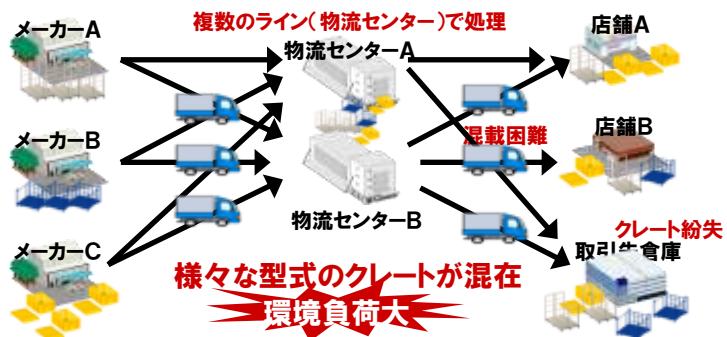 複数のライン(物流センター)で処理
メーカーA
物流センターA
店舗A
メーカーB
混載困難
店舗B
物流センターB
クレート紛失
メーカーC
取引先倉庫
様々な型式のクレートが混在
環境負荷大